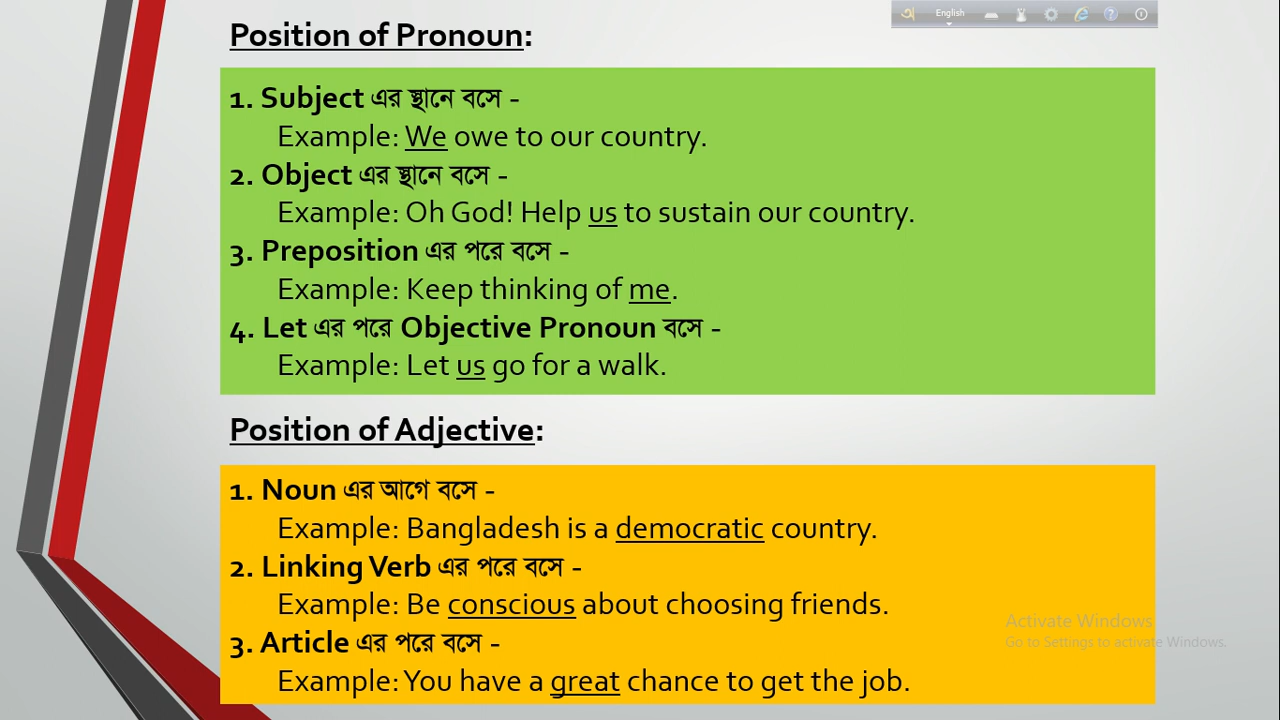 অ English
Position of Pronoun:
1. Subject এর স্থানে বসে -
Example: We owe to our country.
2. Object এর স্থানে বসে -
Example: Oh God! Help us to sustain our country.
3. Preposition এর পরে বসে -
Example: Keep thinking of me.
4. Let এর পরে Objective Pronoun বসে -
Example: Let us go for a walk.
Position of Adjective:
1. Noun এর আগে বসে -
Example: Bangladesh is a democratic country.
2. Linking Verb এর পরে বসে -
Example: Be conscious about choosing friends.
3. Article এর পরে বসে -
Example: You have a great chance to get the job.
Activate Windows
Go to Settings to activate Windows.